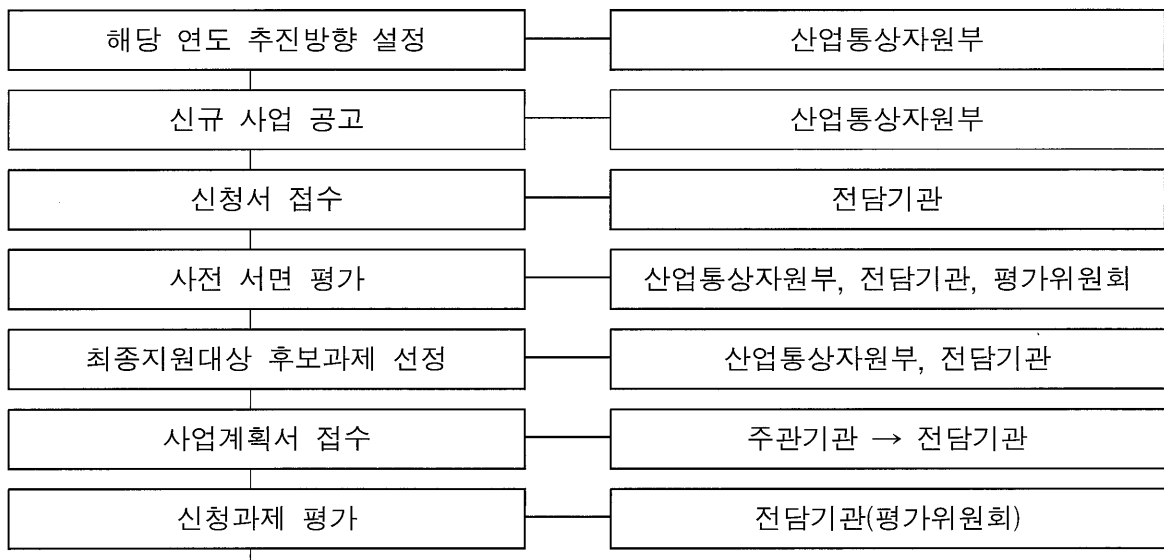 해당 연도 추진방향 설정 산업통상자원부
신규 사업 공고 산업통상자원부
신청서 접수 전담기관
사전 서면 평가 산업통상자원부, 전담기관, 평가위원회
최종지원대상 후보과제 선정 산업통상자원부, 전담기관
사업계획서 접수 주관기관 → 전담기관
신청과제 평가 전담기관(평가위원회)